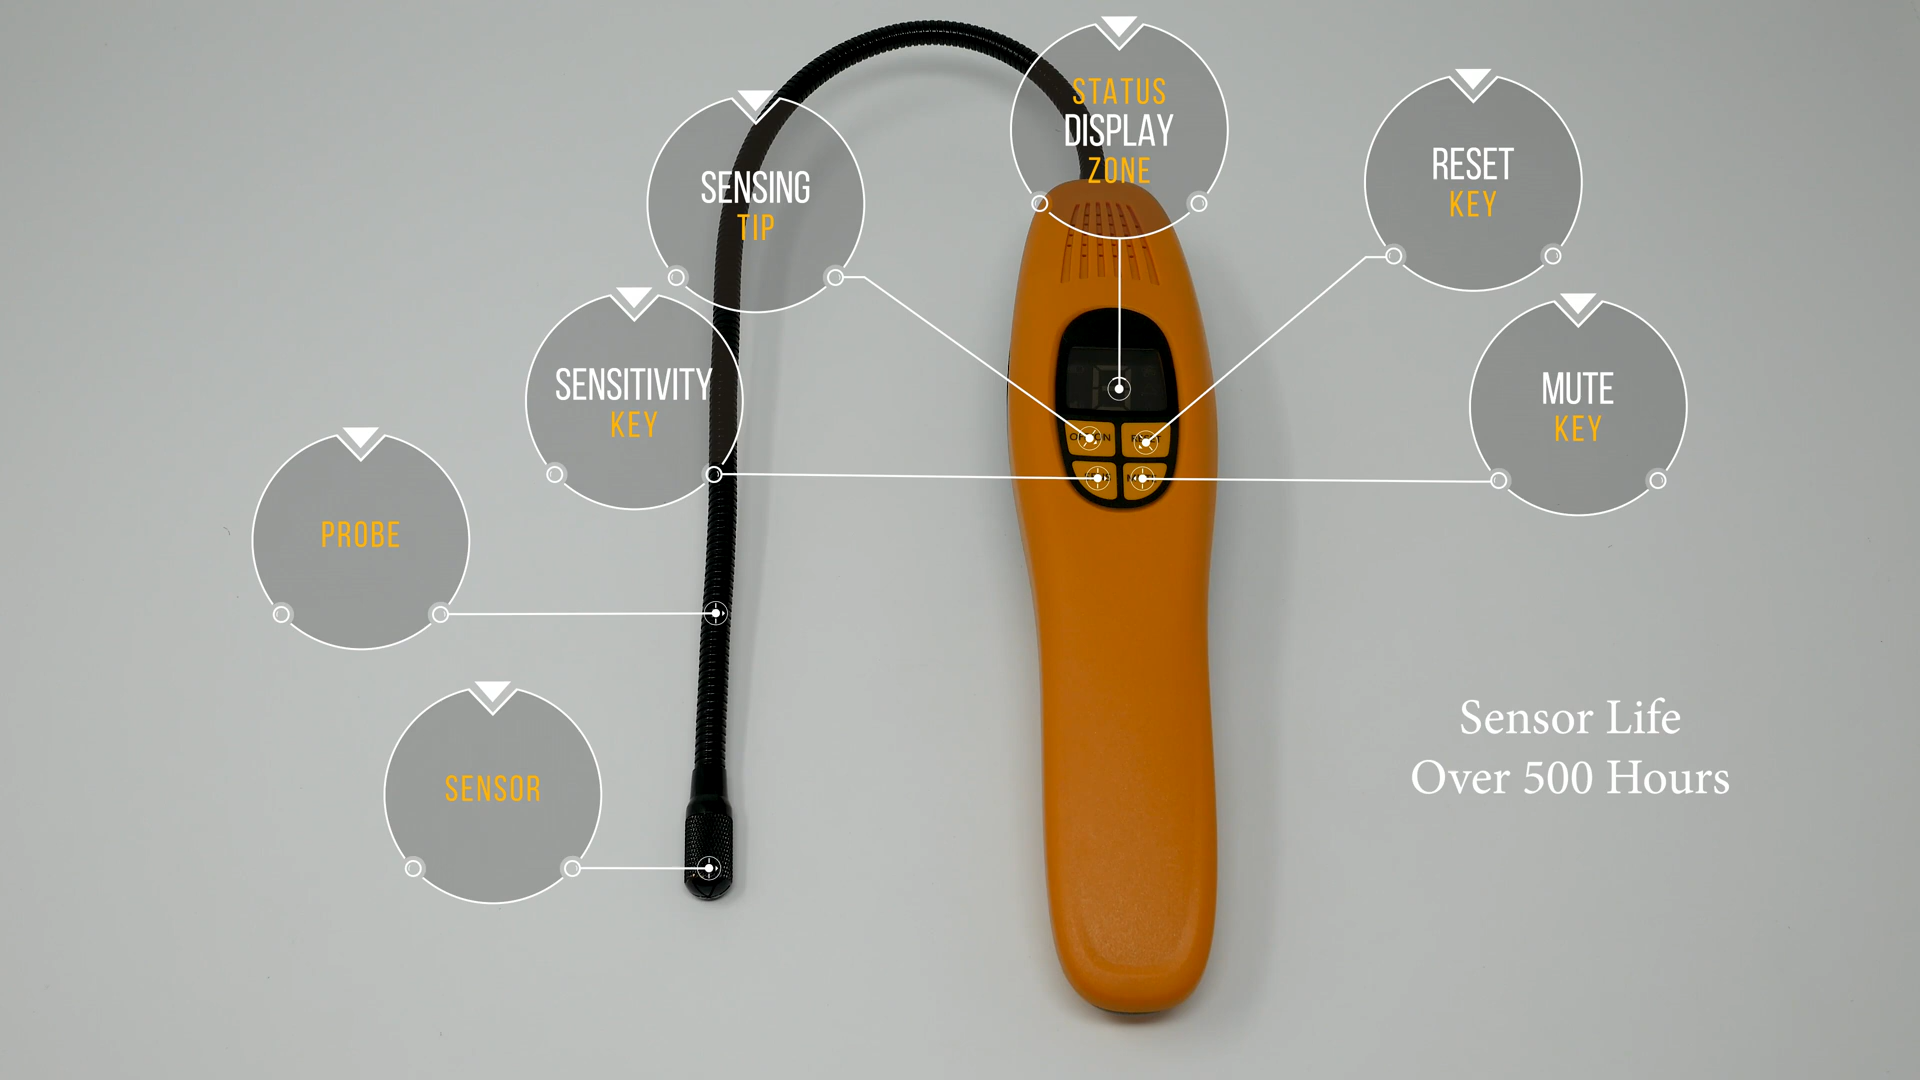 STATUS
DISPLAY
ZONE
SENSING
TIP
RESET
KEY
SENSITIVITY
KEY
MUTE
KEY
PROBE
SENSOR
Sensor Life
Over 500 Hours